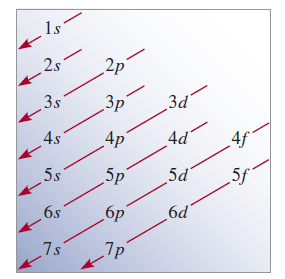 1s
2s 2p
3s 3p 3d
4s 4p 4d 4f
5s 5p 5d 5f
6s 6p 6d
7s 7p